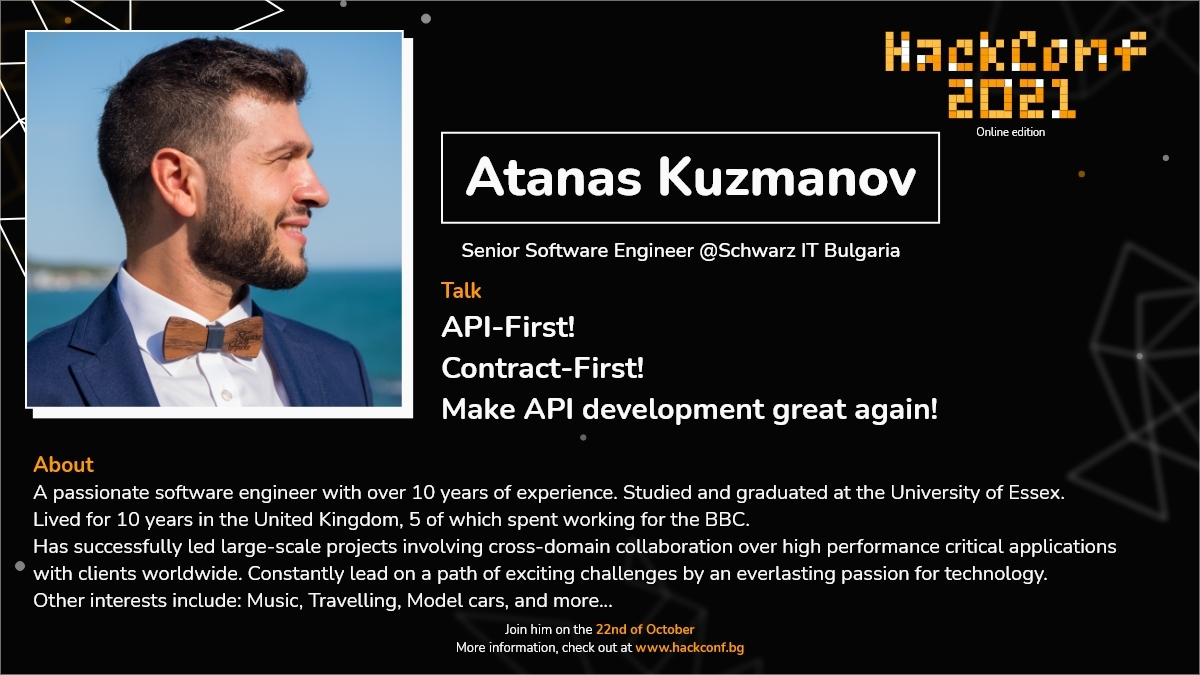 HackConf
2021
Online edition
Atanas Kuzmanov
Senior Software Engineer @Schwarz IT Bulgaria
Talk
API-First!
Contract-First!
Make API development great again!
About
A passionate software engineer with over 10 years of experience. Studied and graduated at the University of Essex.
Lived for 10 years in the United Kingdom, 5 of which spent working for the BBC.
Has successfully led large-scale projects involving cross-domain collaboration over high performance critical applications
with clients worldwide. Constantly lead on a path of exciting challenges by an everlasting passion for technology.
Other interests include: Music, Travelling, Model cars, and more...
Join him on the 22nd of October
More information, check out at www.hackconf.bg